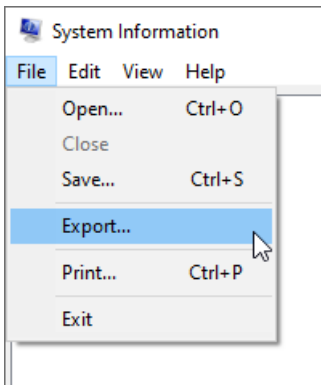 System Information
File Edit View Help
Open... Ctrl+O
Close
Save... Ctrl+S
Export...
Print... Ctrl+P
Exit